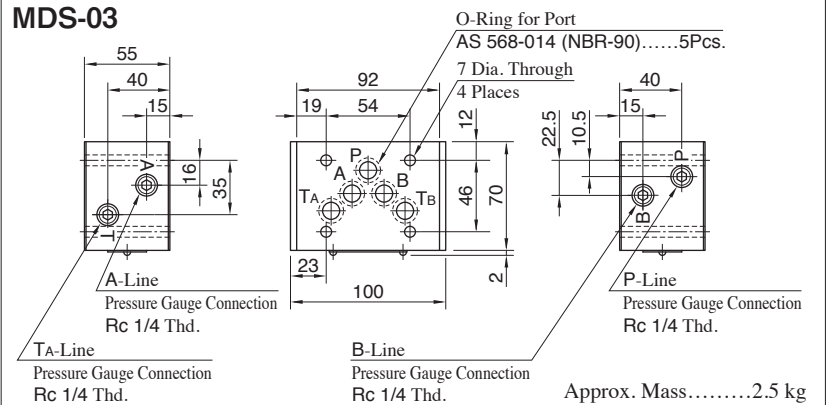 MDS-03
O-Ring for Port
AS 568-014 (NBR-90)......5Pcs.
7 Dia. Through
4 Places
55
40
15
A
16
35
T
A-Line
Pressure Gauge Connection
Rc 1/4 Thd.
TA-Line
Pressure Gauge Connection
Rc 1/4 Thd.
92
19
54
12
P
A
B
TA
TB
46
70
23
2
100
40
15
22.5
10.5
P
B
P-Line
Pressure Gauge Connection
Rc 1/4 Thd.
B-Line
Pressure Gauge Connection
Rc 1/4 Thd.
Approx. Mass.........2.5 kg